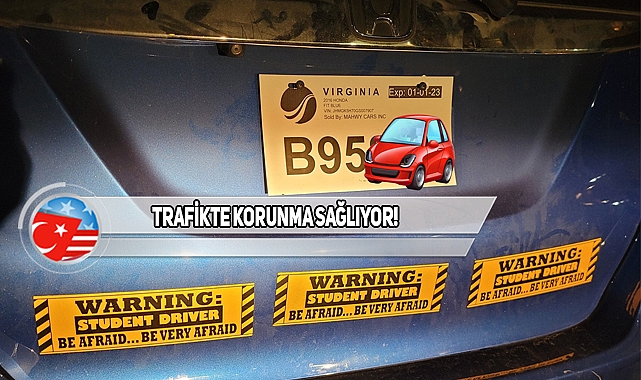 VIRGINIA
Exp: 01-01-23
2016 HONDA
FIT BLUE
Sold By: MAHWY CARS INC
B95
TRAFİKTE KORUNMA SAĞLIYOR!
WARNING:
STUDENT DRIVER
BE AFRAID... BE VERY AFRAID
WARNING:
STUDENT DRIVER
BE AFRAID... BE VERY AFRAID
WARNING:
STUDENT DRIVER
BE AFRAID... BE VERY AFRAID